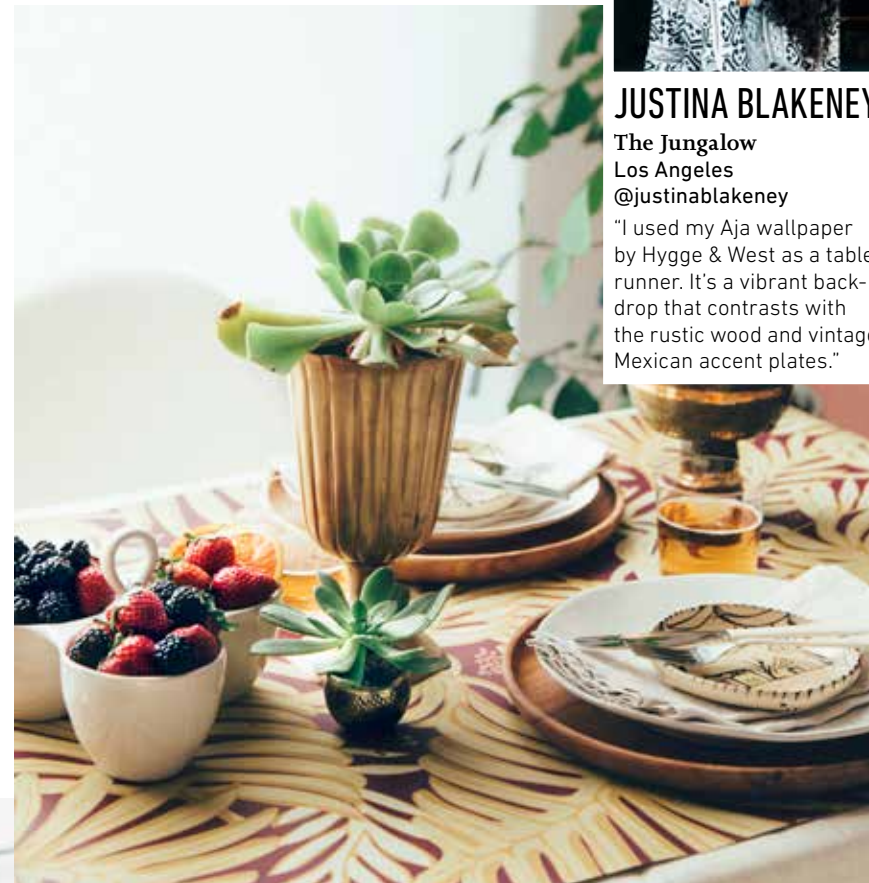 JUSTINA BLAKENEY
The Jungalow
Los Angeles
@justinablakeney
“I used my Aja wallpaper
by Hygge & West as a table
runner. It’s a vibrant back-
drop that contrasts with
the rustic wood and vintage
Mexican accent plates.”